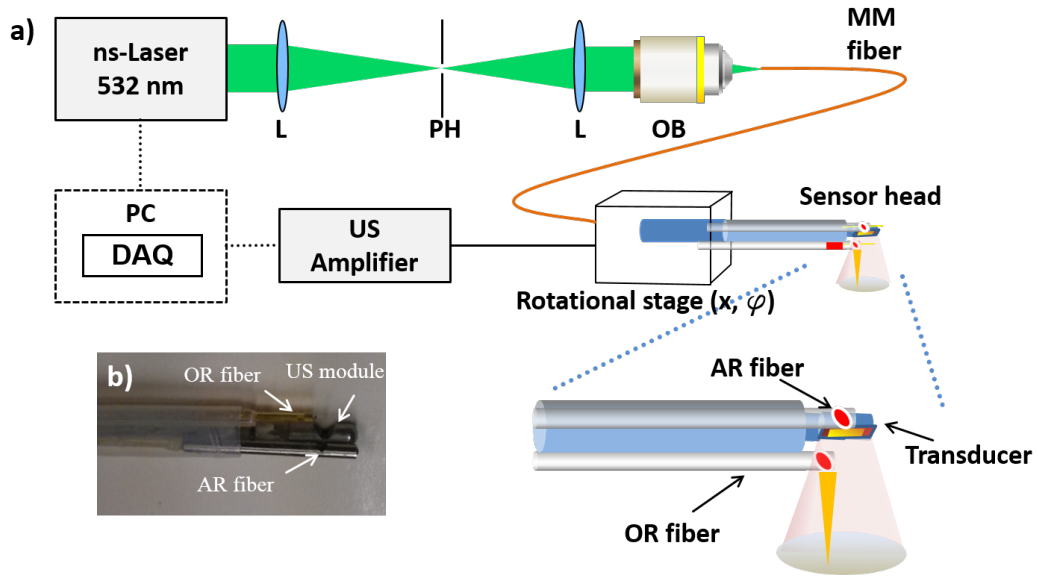 a)
ns-Laser
532 nm
L
PH
L
OB
MM
fiber
PC
DAQ
US
Amplifier
Rotational stage (x, φ)
Sensor head
b)
OR fiber
US module
AR fiber
AR fiber
Transducer
OR fiber